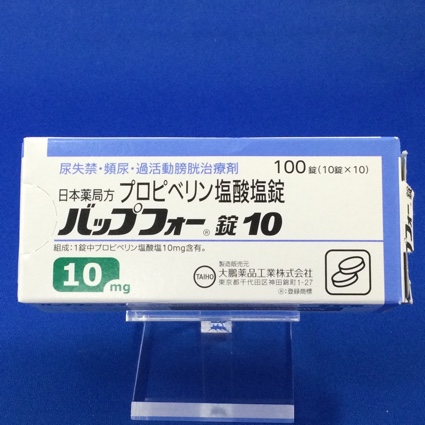 尿失禁・頻尿・過活動膀胱治療剤
100錠(10錠×10)
日本薬局方 プロピベリン塩酸塩錠
バップフォー®錠10
組成:1錠中プロピベリン塩酸塩10mg含有。
10mg
TAIHO
製造販売元
大鵬薬品工業株式会社
東京都千代田区神田錦町1-27
®:登録商標
フォー 錠